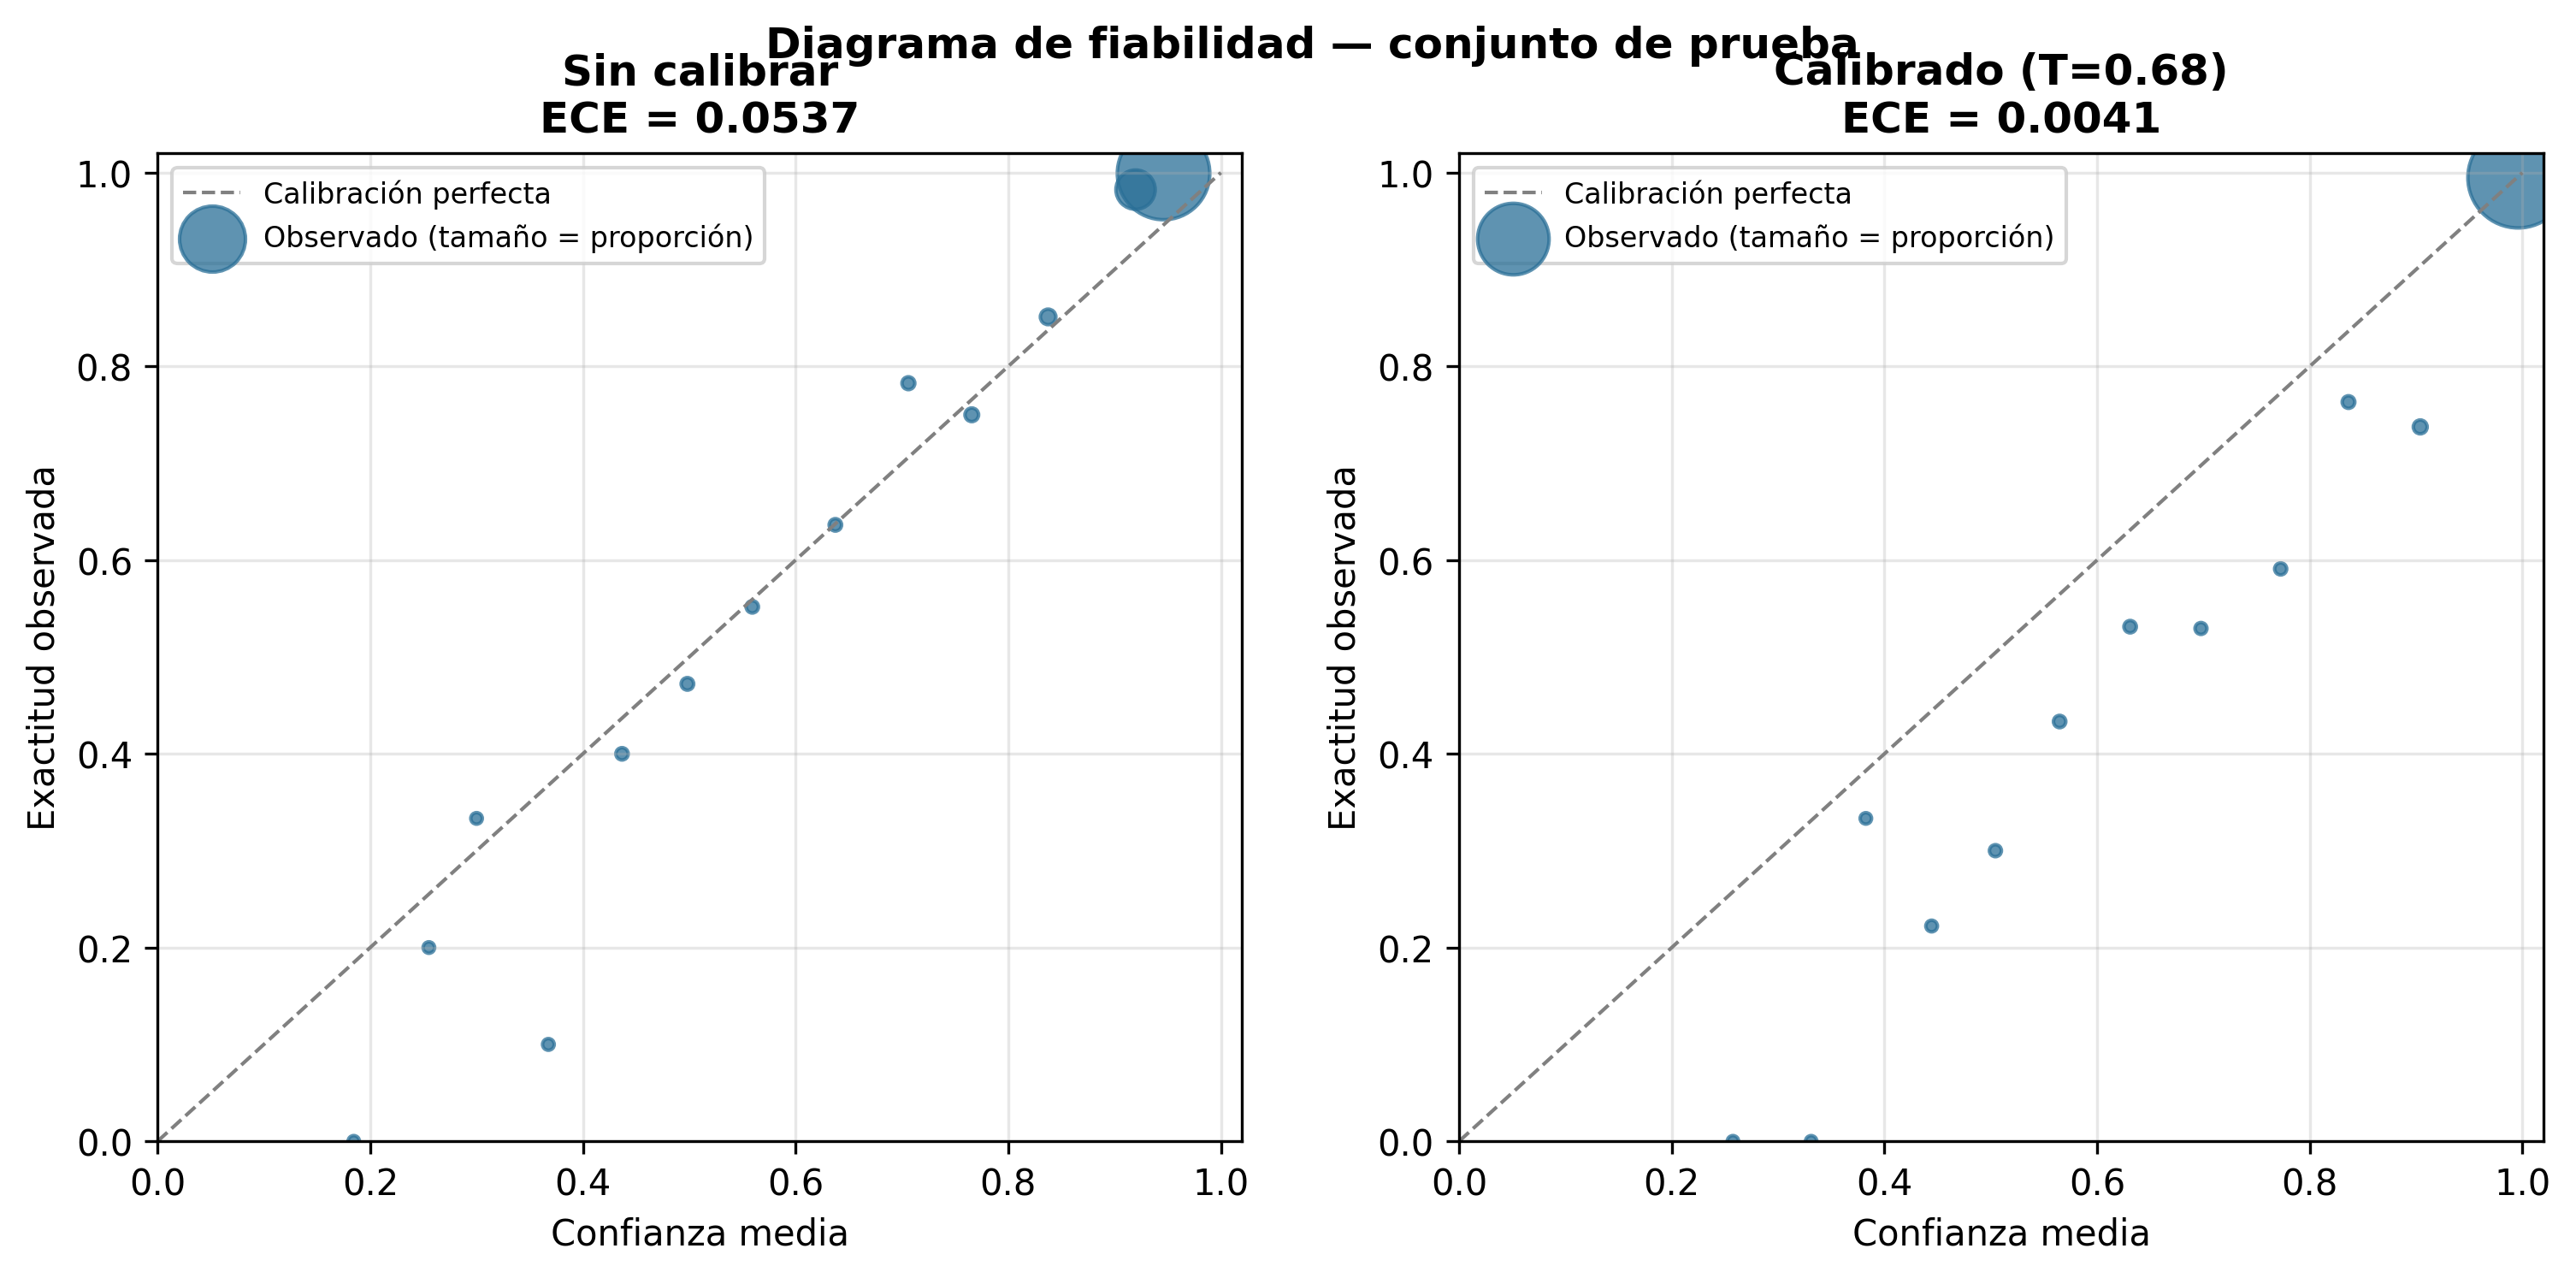 Diagrama de fiabilidad — conjunto de prueba
Sin calibrar
ECE = 0.0537
Calibración perfecta
Observado (tamaño = proporción)
1.0
0.8
0.6
0.4
0.2
0.0
Exactitud observada
0.0 0.2 0.4 0.6 0.8 1.0
Confianza media
Calibrado (T=0.68)
ECE = 0.0041
Calibración perfecta
Observado (tamaño = proporción)
1.0
0.8
0.6
0.4
0.2
0.0
Exactitud observada
0.0 0.2 0.4 0.6 0.8 1.0
Confianza media